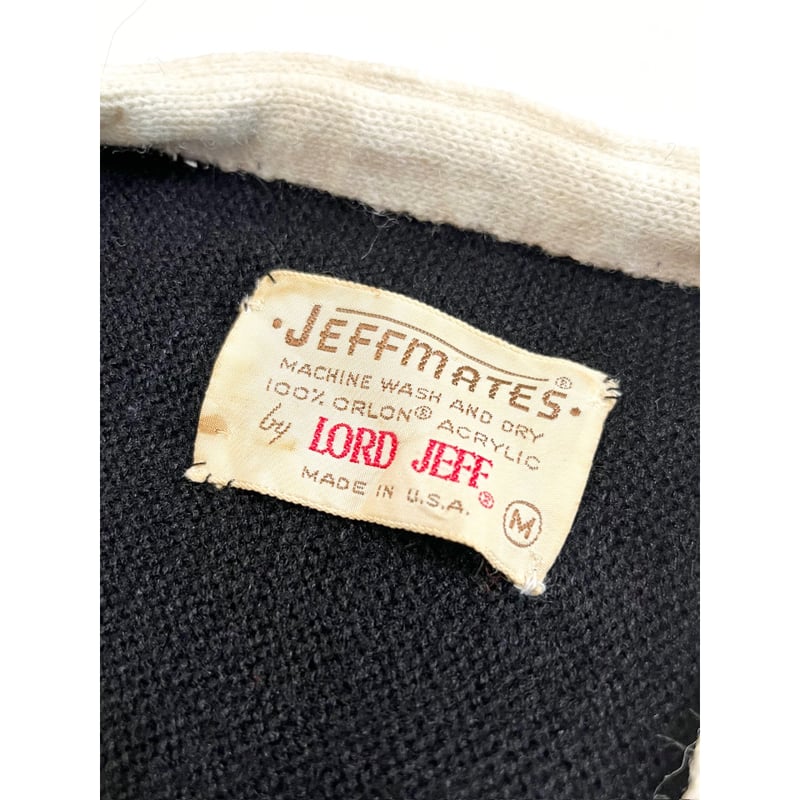 •JEFFMATES®•
MACHINE WASH AND DRY
100% ORLON® ACRYLIC
by LORD JEFF®
MADE IN U.S.A.
M